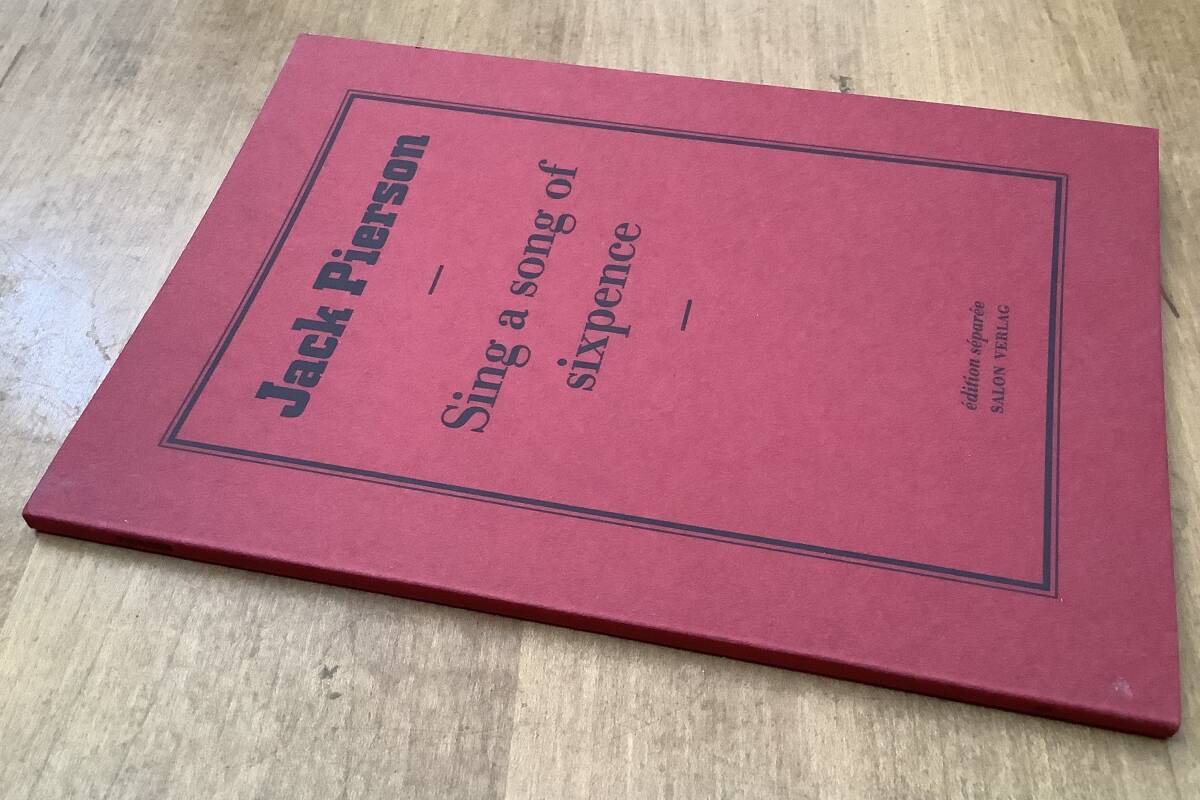 Jack Pierson
Sing a song of
sixpence
édition séparée
SALON VERLAG